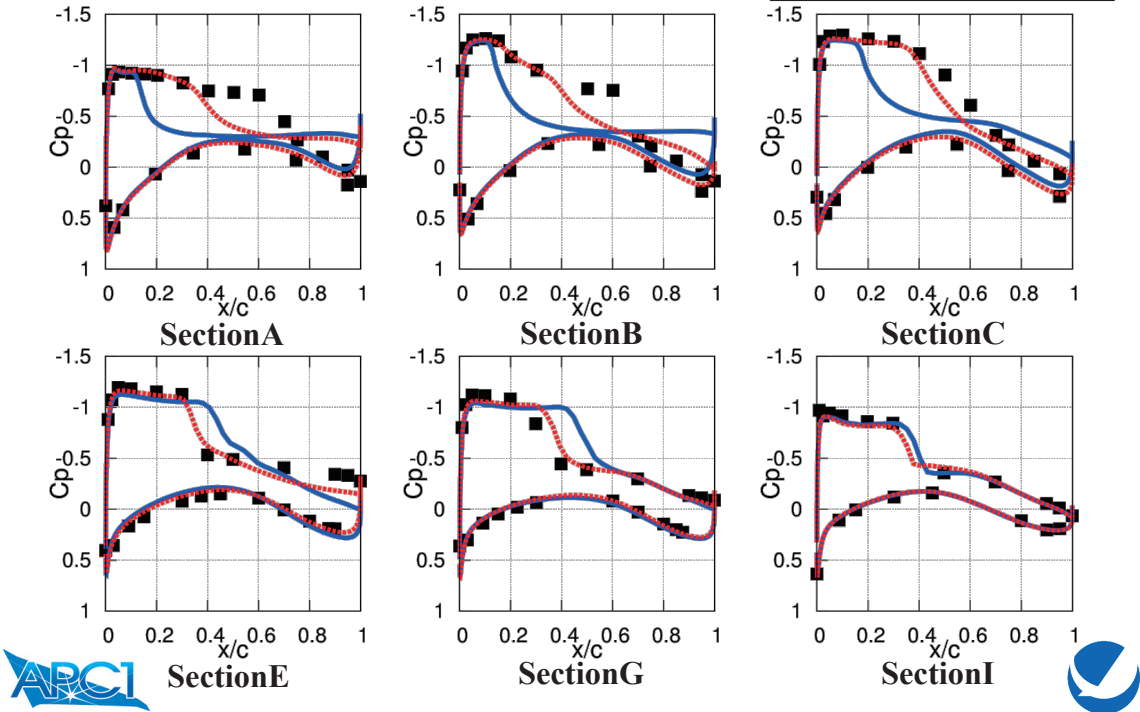 -1.5 -1.5 -1.5
-1 -1 -1
-0.5 -0.5 -0.5
Cp Cp Cp
0 0 0
0.5 0.5 0.5
1 1 1
0 0.2 0.4 0.6 0.8 1 0 0.2 0.4 0.6 0.8 1 0 0.2 0.4 0.6 0.8 1
x/c x/c x/c
SectionA SectionB SectionC
-1.5 -1.5 -1.5
-1 -1 -1
-0.5 -0.5 -0.5
Cp Cp Cp
0 0 0
0.5 0.5 0.5
1 1 1
0 0.2 0.4 0.6 0.8 1 0 0.2 0.4 0.6 0.8 1 0 0.2 0.4 0.6 0.8 1
x/c x/c x/c
SectionE SectionG SectionI
APC1